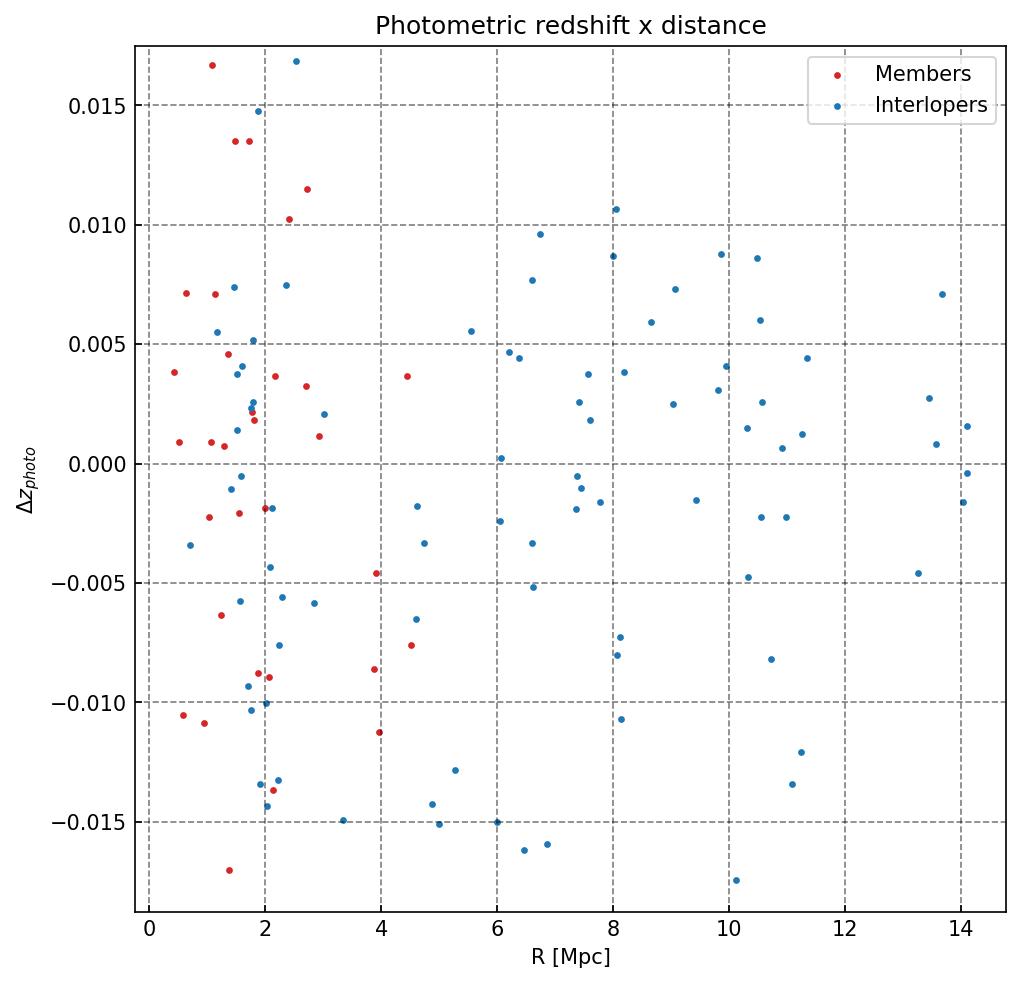 Photometric redshift x distance
Members
Interlopers
0.015
0.010
0.005
0.000
−0.005
−0.010
−0.015
Δz_photo
0 2 4 6 8 10 12 14
R [Mpc]